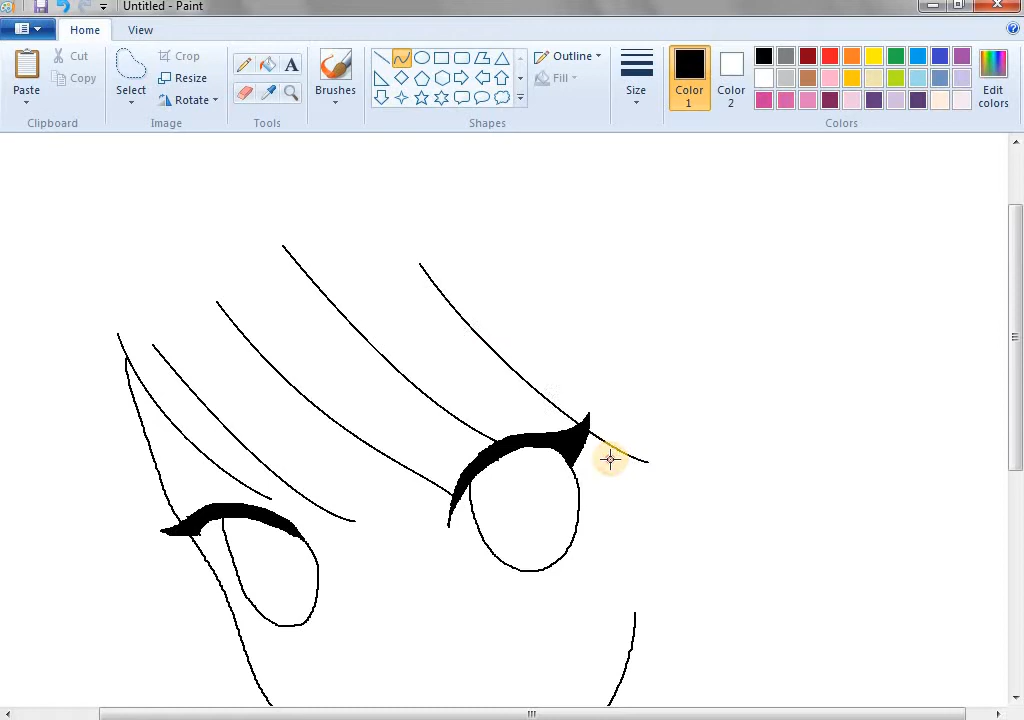 Untitled - Paint
Home View
Paste Cut Copy
Clipboard
Select Crop Resize Rotate
Image
A
Tools
Brushes
Outline Fill
Shapes
Size
Color 1 Color 2
Edit colors
Colors